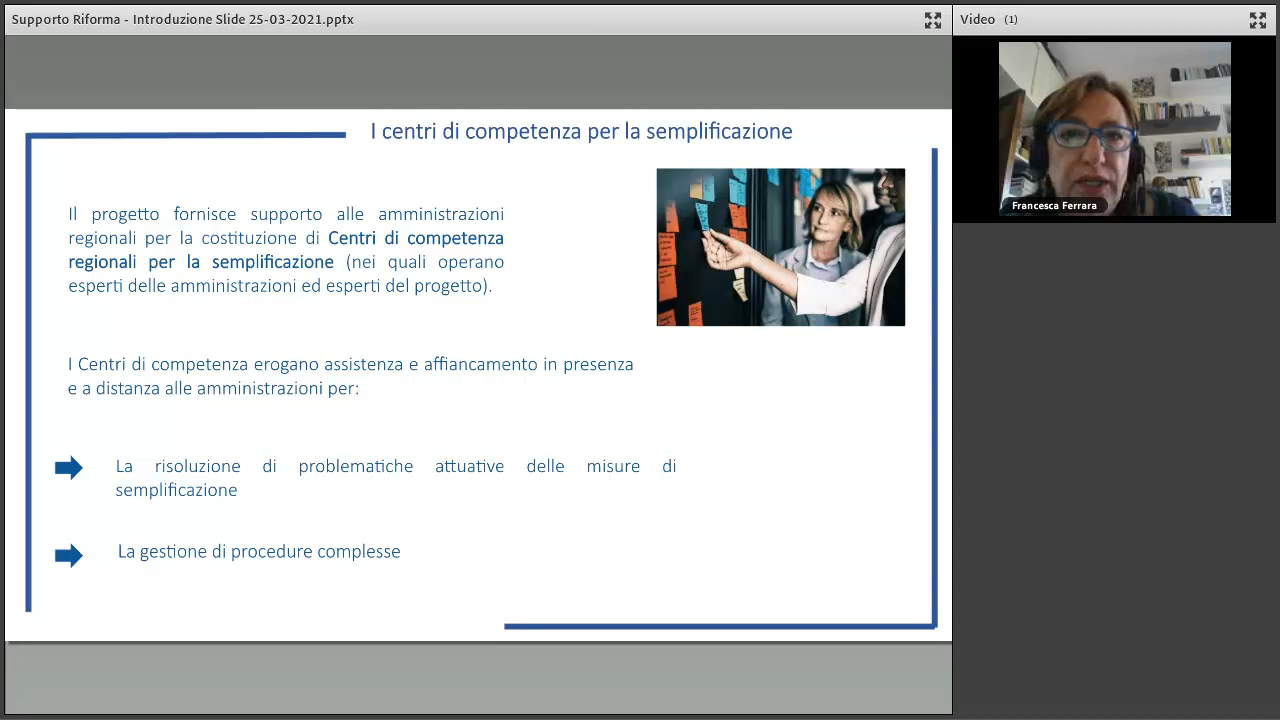 Supporto Riforma - Introduzione Slide 25-03-2021.pptx
Video (1)
Francesca Ferrara
I centri di competenza per la semplificazione
Il progetto fornisce supporto alle amministrazioni
regionali per la costituzione di Centri di competenza
regionali per la semplificazione (nei quali operano
esperti delle amministrazioni ed esperti del progetto).
I Centri di competenza erogano assistenza e affiancamento in presenza
e a distanza alle amministrazioni per:
La risoluzione di problematiche attuative delle misure di
semplificazione
La gestione di procedure complesse